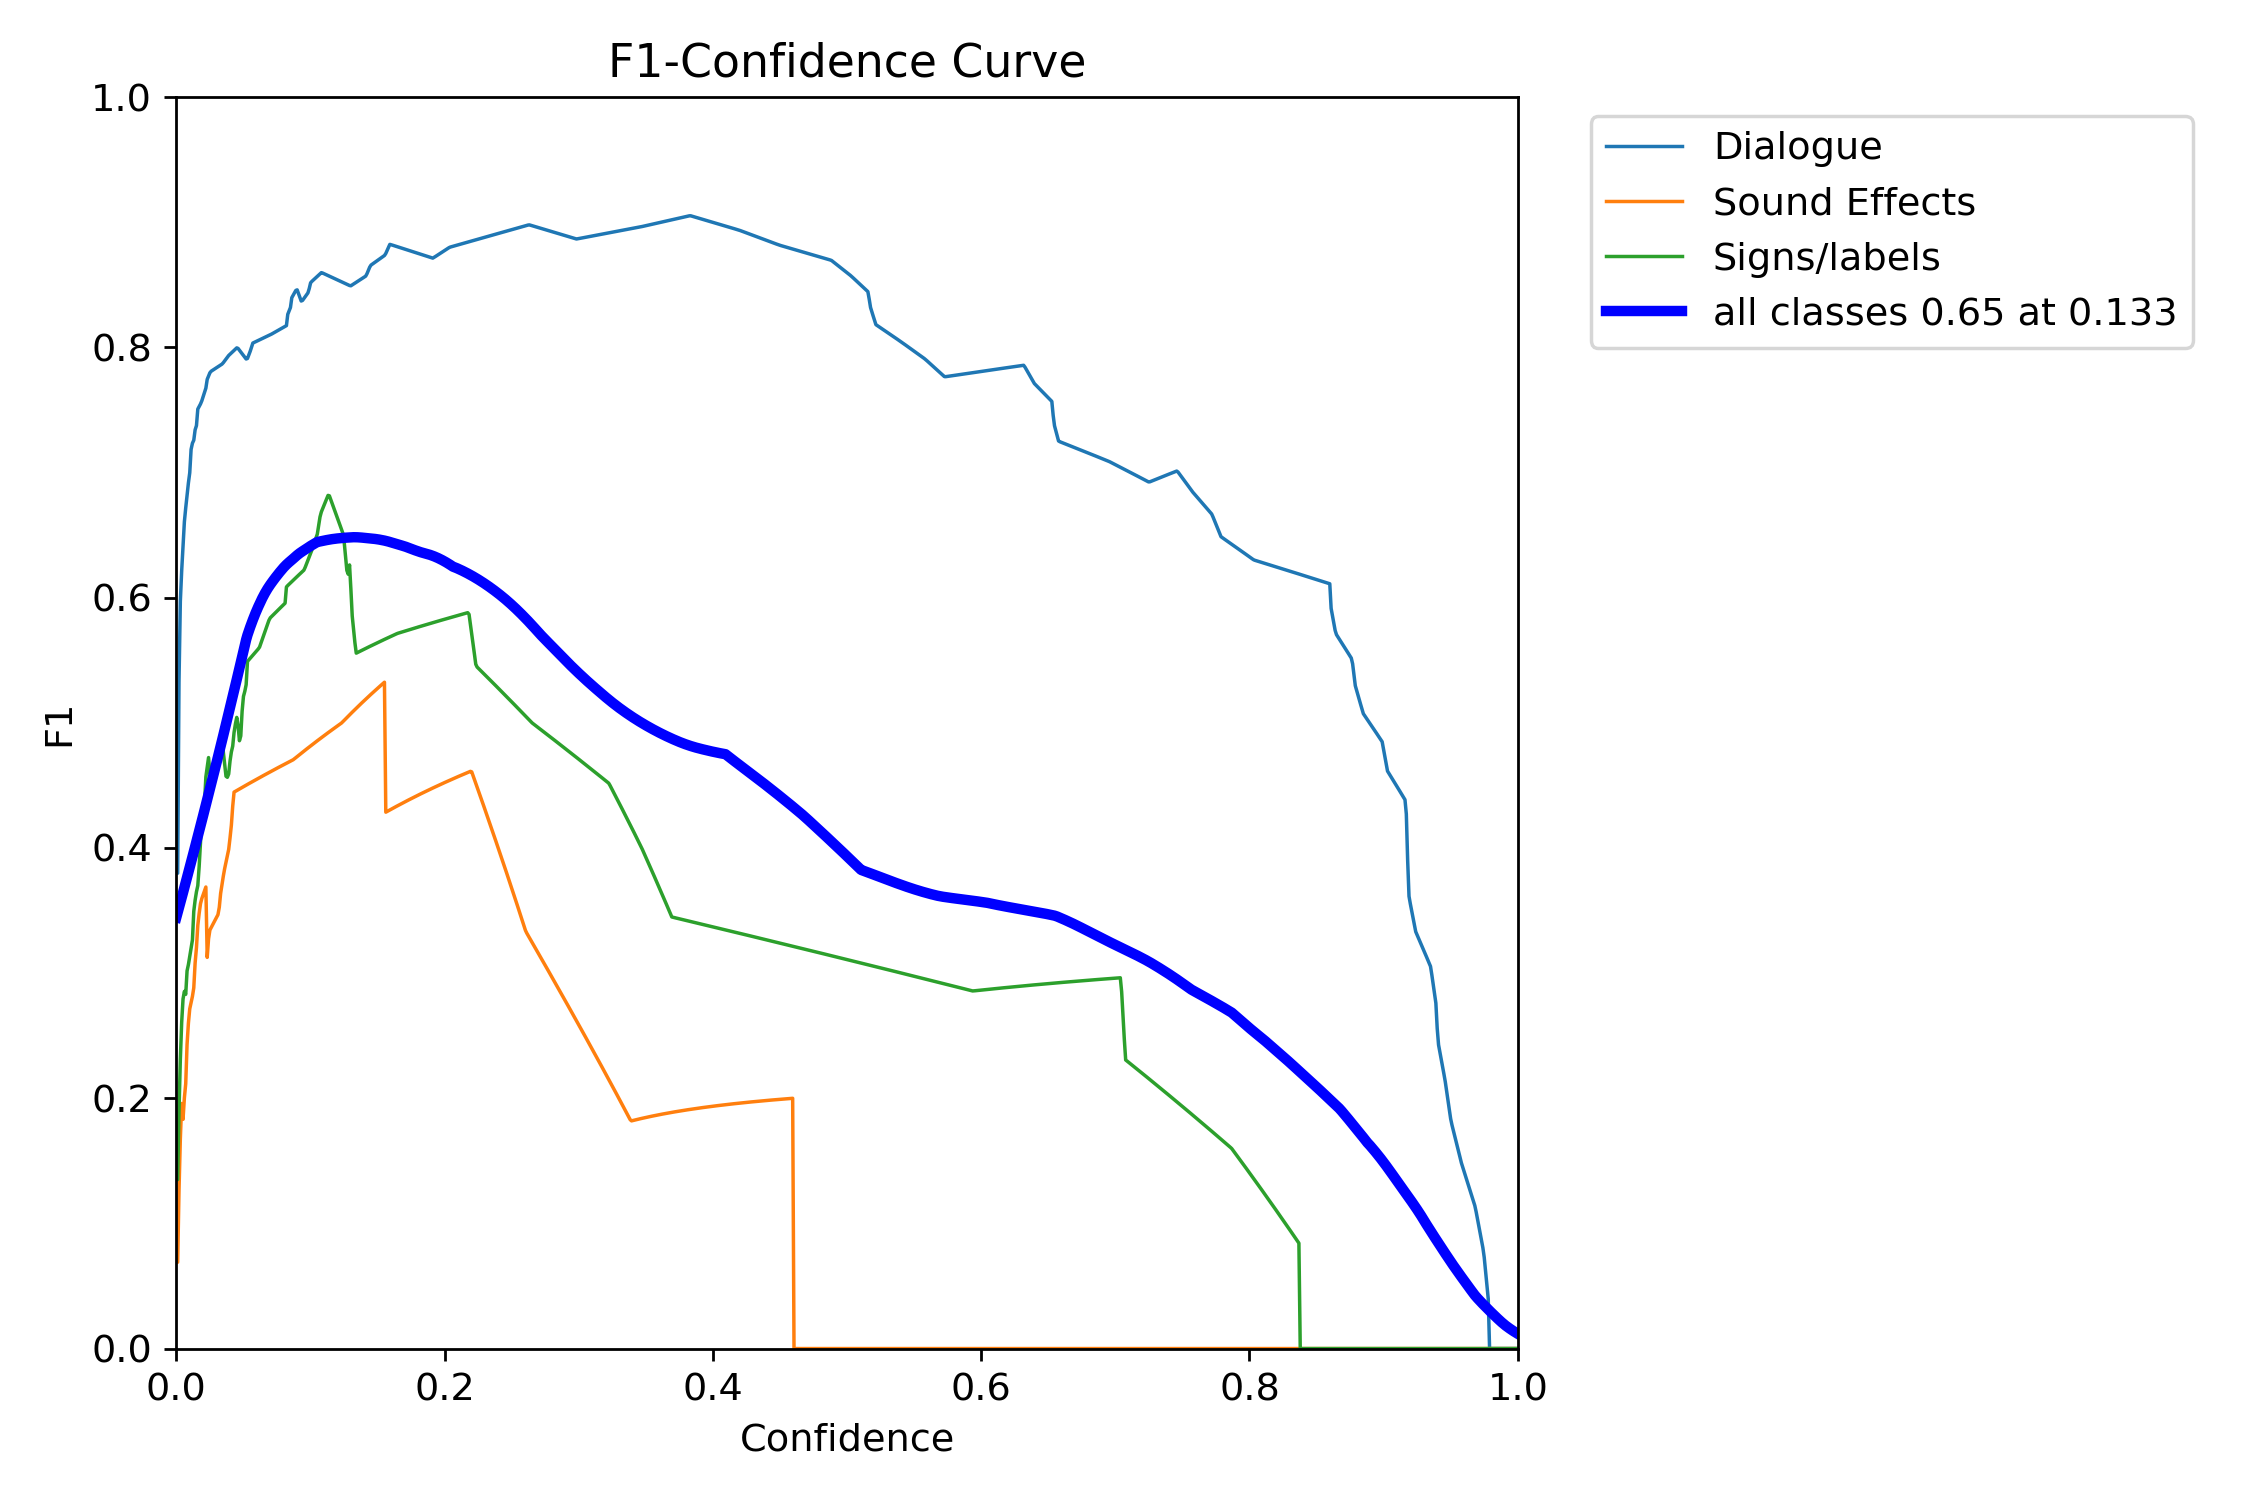 F1-Confidence Curve
1.0
0.8
0.6
0.4
0.2
0.0
F1
0.0 0.2 0.4 0.6 0.8 1.0
Confidence
Dialogue
Sound Effects
Signs/labels
all classes 0.65 at 0.133